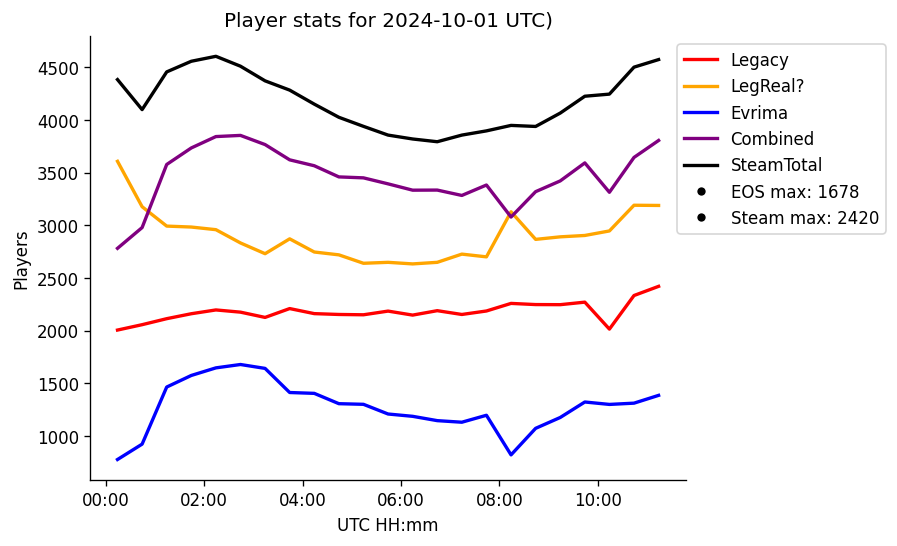 Player stats for 2024-10-01 UTC)
Players
4500
4000
3500
3000
2500
2000
1500
1000
00:00 02:00 04:00 06:00 08:00 10:00
UTC HH:mm
Legacy
LegReal?
Evrima
Combined
SteamTotal
EOS max: 1678
Steam max: 2420